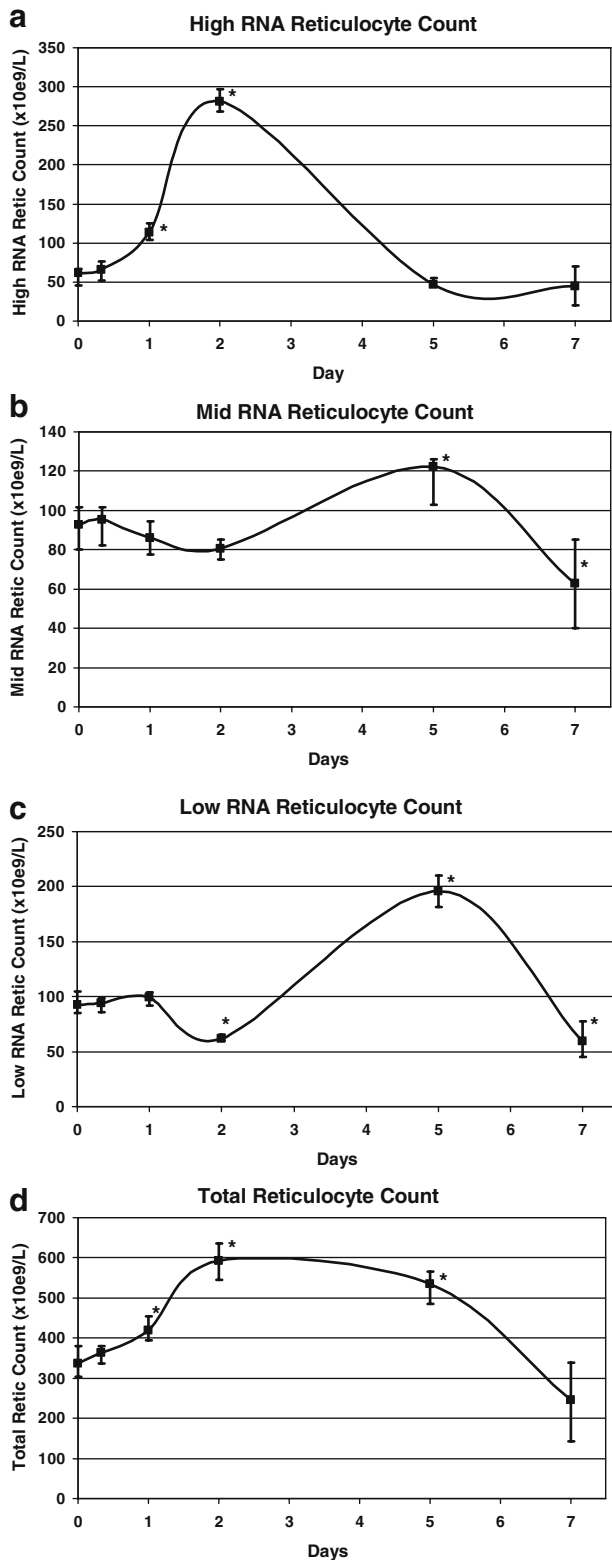 a
High RNA Reticulocyte Count
High RNA Retic Count (x10e9/L)
350
300
250
200
150
100
50
0
*
*
0 1 2 3 4 5 6 7
Day
b
Mid RNA Reticulocyte Count
Mid RNA Retic Count (x10e9/L)
140
120
100
80
60
40
20
0
*
*
0 1 2 3 4 5 6 7
Days
c
Low RNA Reticulocyte Count
Low RNA Retic Count (x10e9/L)
250
200
150
100
50
0
*
*
*
0 1 2 3 4 5 6 7
Days
d
Total Reticulocyte Count
Total Retic Count (x10e9/L)
700
600
500
400
300
200
100
0
*
*
*
0 1 2 3 4 5 6 7
Days